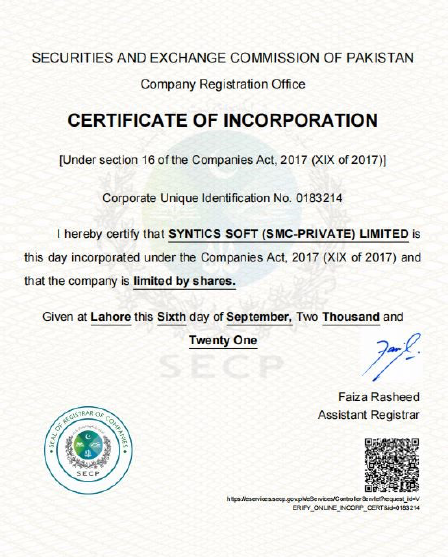 SECURITIES AND EXCHANGE COMMISSION OF PAKISTAN
Company Registration Office
CERTIFICATE OF INCORPORATION
[Under section 16 of the Companies Act, 2017 (XIX of 2017)]
Corporate Unique Identification No. 0183214
I hereby certify that SYNTICS SOFT (SMC-PRIVATE) LIMITED is
this day incorporated under the Companies Act, 2017 (XIX of 2017) and
that the company is limited by shares.
Given at Lahore this Sixth day of September, Two Thousand and
Twenty One
SECP
Faiza Rasheed
Assistant Registrar
SEAL OF REGISTRAR OF COMPANIES
SECP
https://eservices.secp.gov.pk/eServices/ControllerServlet?request_id=V
ERIFY_ONLINE_INCORP_CERT&id=0183214